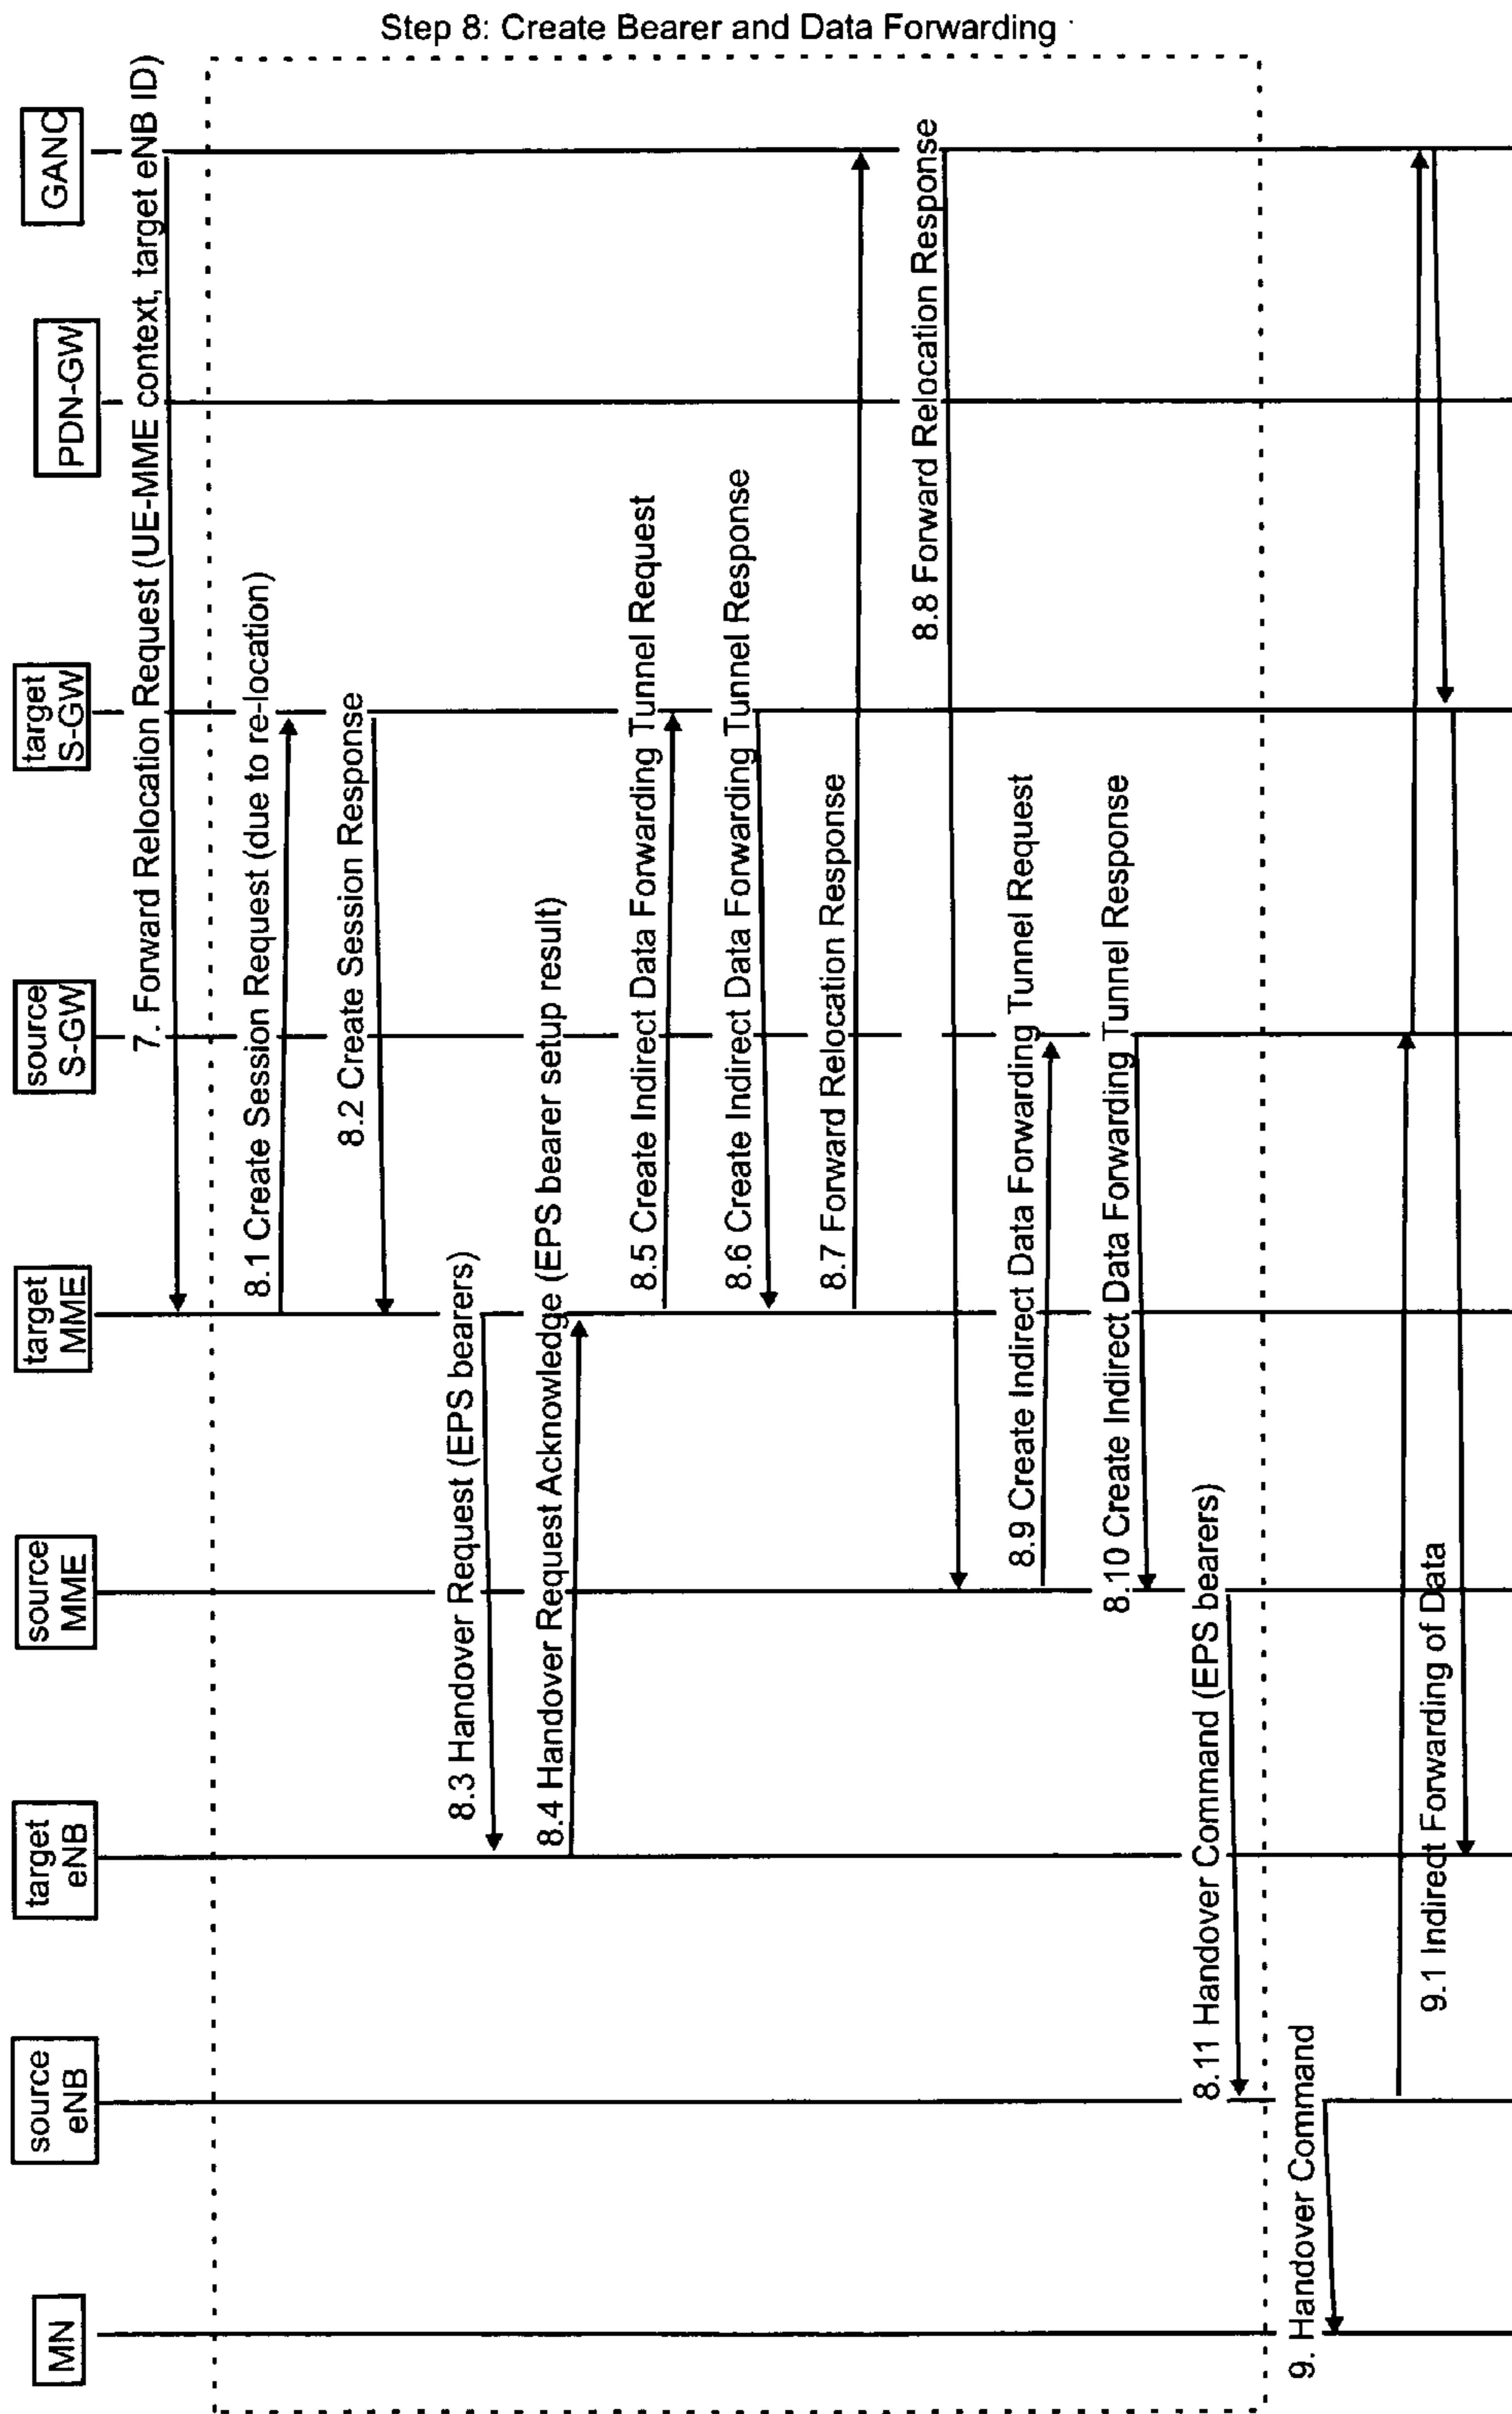 Step 8: Create Bearer and Data Forwarding
MN
source
eNB
target
eNB
source
MME
target
MME
source
S-GW
target
S-GW
PDN-GW
GANC
7. Forward Relocation Request (UE-MME context, target eNB ID)
8.1 Create Session Request (due to re-location)
8.2 Create Session Response
8.3 Handover Request (EPS bearers)
8.4 Handover Request Acknowledge (EPS bearer setup result)
8.5 Create Indirect Data Forwarding Tunnel Request
8.6 Create Indirect Data Forwarding Tunnel Response
8.7 Forward Relocation Response
8.8 Forward Relocation Response
8.9 Create Indirect Data Forwarding Tunnel Request
8.10 Create Indirect Data Forwarding Tunnel Response
8.11 Handover Command (EPS bearers)
9. Handover Command
9.1 Indirect Forwarding of Data